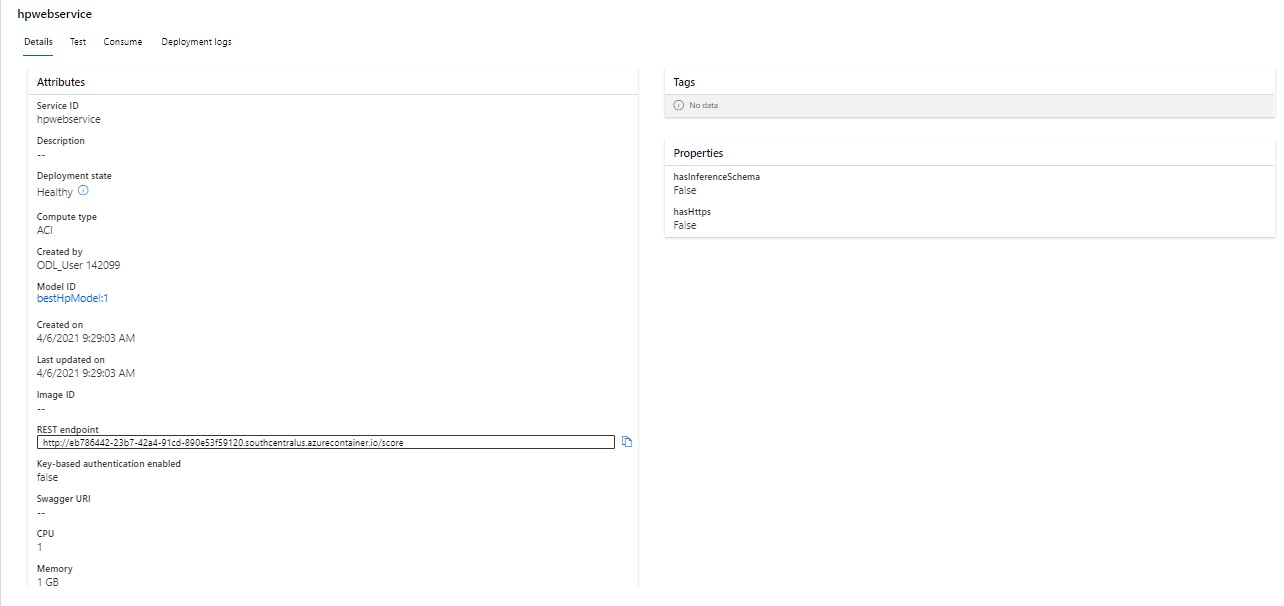 hpwebservice
Details Test Consume Deployment logs
Attributes
Service ID
hpwebservice
Description
--
Deployment state
Healthy
Compute type
ACI
Created by
ODL_User 142099
Model ID
bestHpModel:1
Created on
4/6/2021 9:29:03 AM
Last updated on
4/6/2021 9:29:03 AM
Image ID
--
REST endpoint
http://eb786442-23b7-42a4-91cd-890e53f59120.southcentralus.azurecontainer.io/score
Key-based authentication enabled
false
Swagger URI
--
CPU
1
Memory
1 GB
Tags
No data
Properties
hasInferenceSchema
False
hasHttps
False